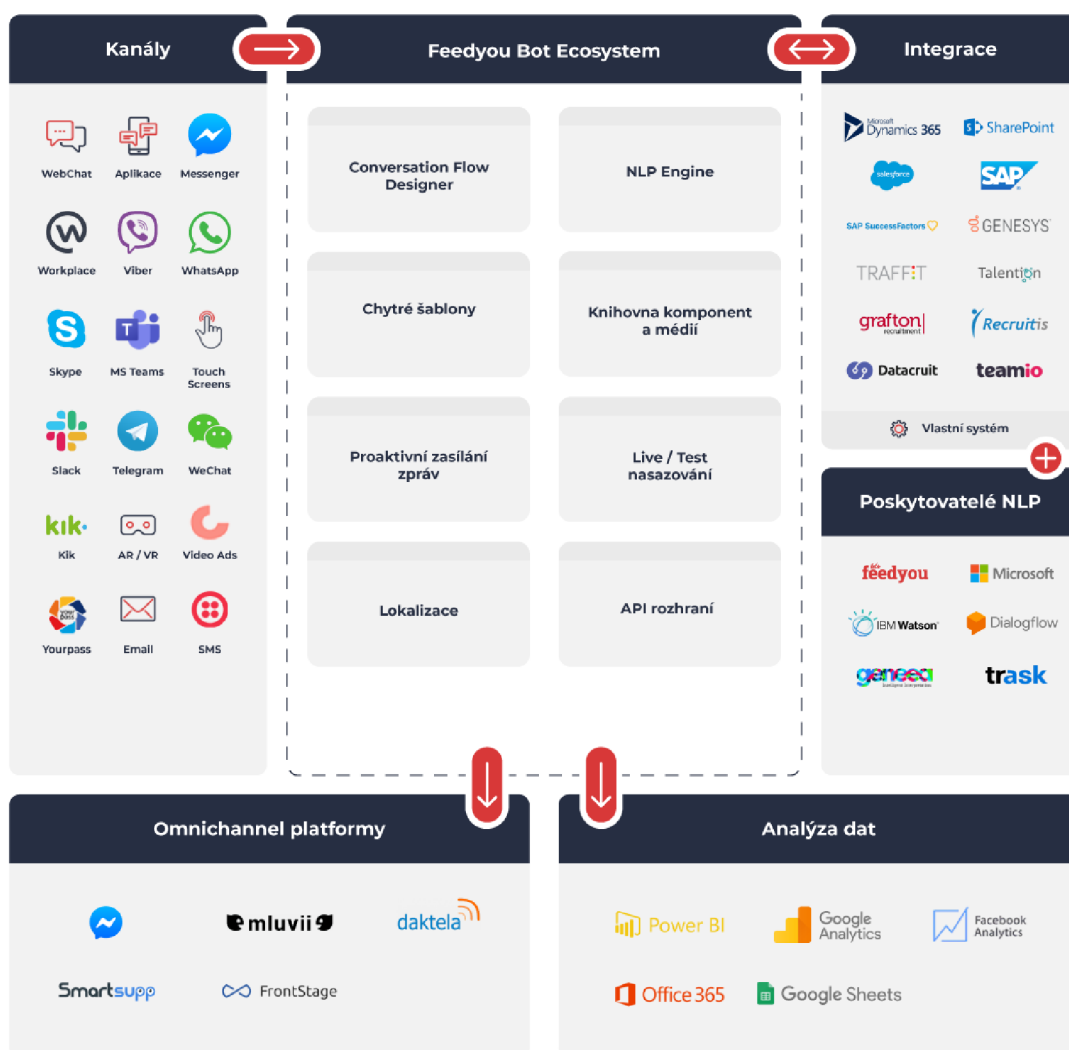 Kanály
WebChat
Aplikace
Messenger
Workplace
Viber
WhatsApp
Skype
MS Teams
Touch
Screens
Slack
Telegram
WeChat
kik
Kik
AR / VR
Video Ads
Yourpass
Email
SMS
Feedyou Bot Ecosystem
Conversation Flow
Designer
NLP Engine
Chytré šablony
Knihovna komponent
a médií
Proaktivní zasílání
zpráv
Live / Test
nasazování
Lokalizace
API rozhraní
Integrace
Microsoft
Dynamics 365
SharePoint
salesforce
SAP
SAP SuccessFactors
GENESYS
TRAFFIT
Talention
grafton
recruitment
Recruitis
Datacruit
teamio
Vlastní systém
Poskytovatelé NLP
feedyou
Microsoft
IBM Watson
Dialogflow
geneea
trask
Omnichannel platformy
mluvii
daktela
Smartsupp
FrontStage
Analýza dat
Power BI
Google
Analytics
Facebook
Analytics
Office 365
Google Sheets